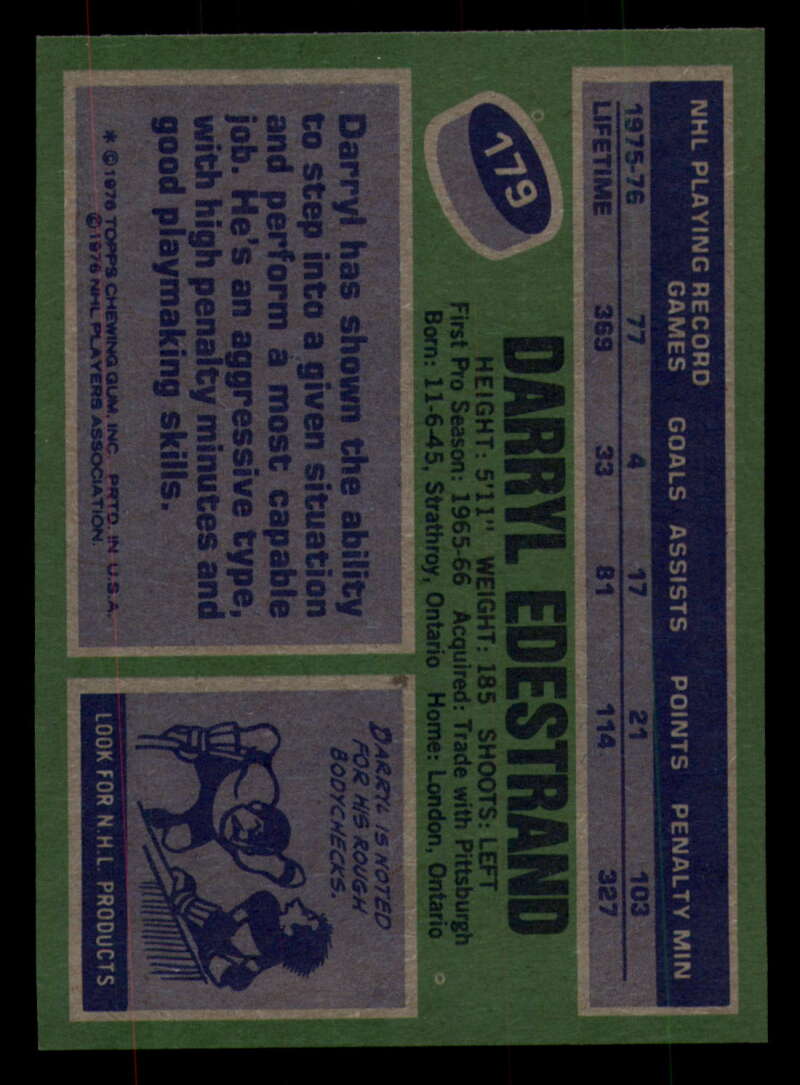 NHL PLAYING RECORD
GAMES GOALS ASSISTS POINTS PENALTY MIN
1975-76 77 4 17 21 103
LIFETIME 369 33 81 114 327
179
DARRYL EDESTRAND
HEIGHT: 5'11" WEIGHT: 185 SHOOTS: LEFT
First Pro Season: 1965-66 Acquired: Trade with Pittsburgh
Born: 11-6-45, Strathroy, Ontario Home: London, Ontario
Darryl has shown the ability
to step into a given situation
and perform a most capable
job. He's an aggressive type,
with high penalty minutes and
good playmaking skills.
* ©1976 TOPPS CHEWING GUM, INC. PRTD. IN U.S.A.
©1976 NHL PLAYERS ASSOCIATION.
DARRYL IS NOTED
FOR HIS ROUGH
BODYCHECKS.
LOOK FOR N.H.L. PRODUCTS